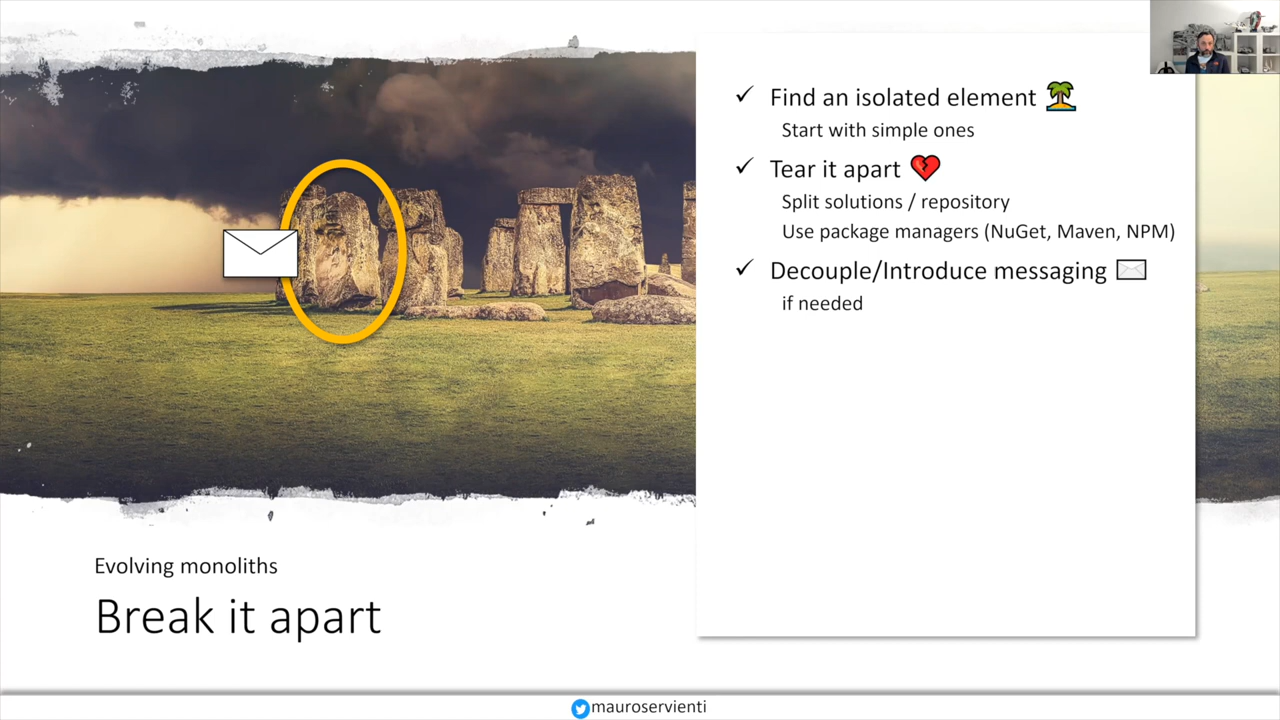 Find an isolated element
Start with simple ones
Tear it apart
Split solutions / repository
Use package managers (NuGet, Maven, NPM)
Decouple/Introduce messaging
if needed
Evolving monoliths
Break it apart
mauroservienti